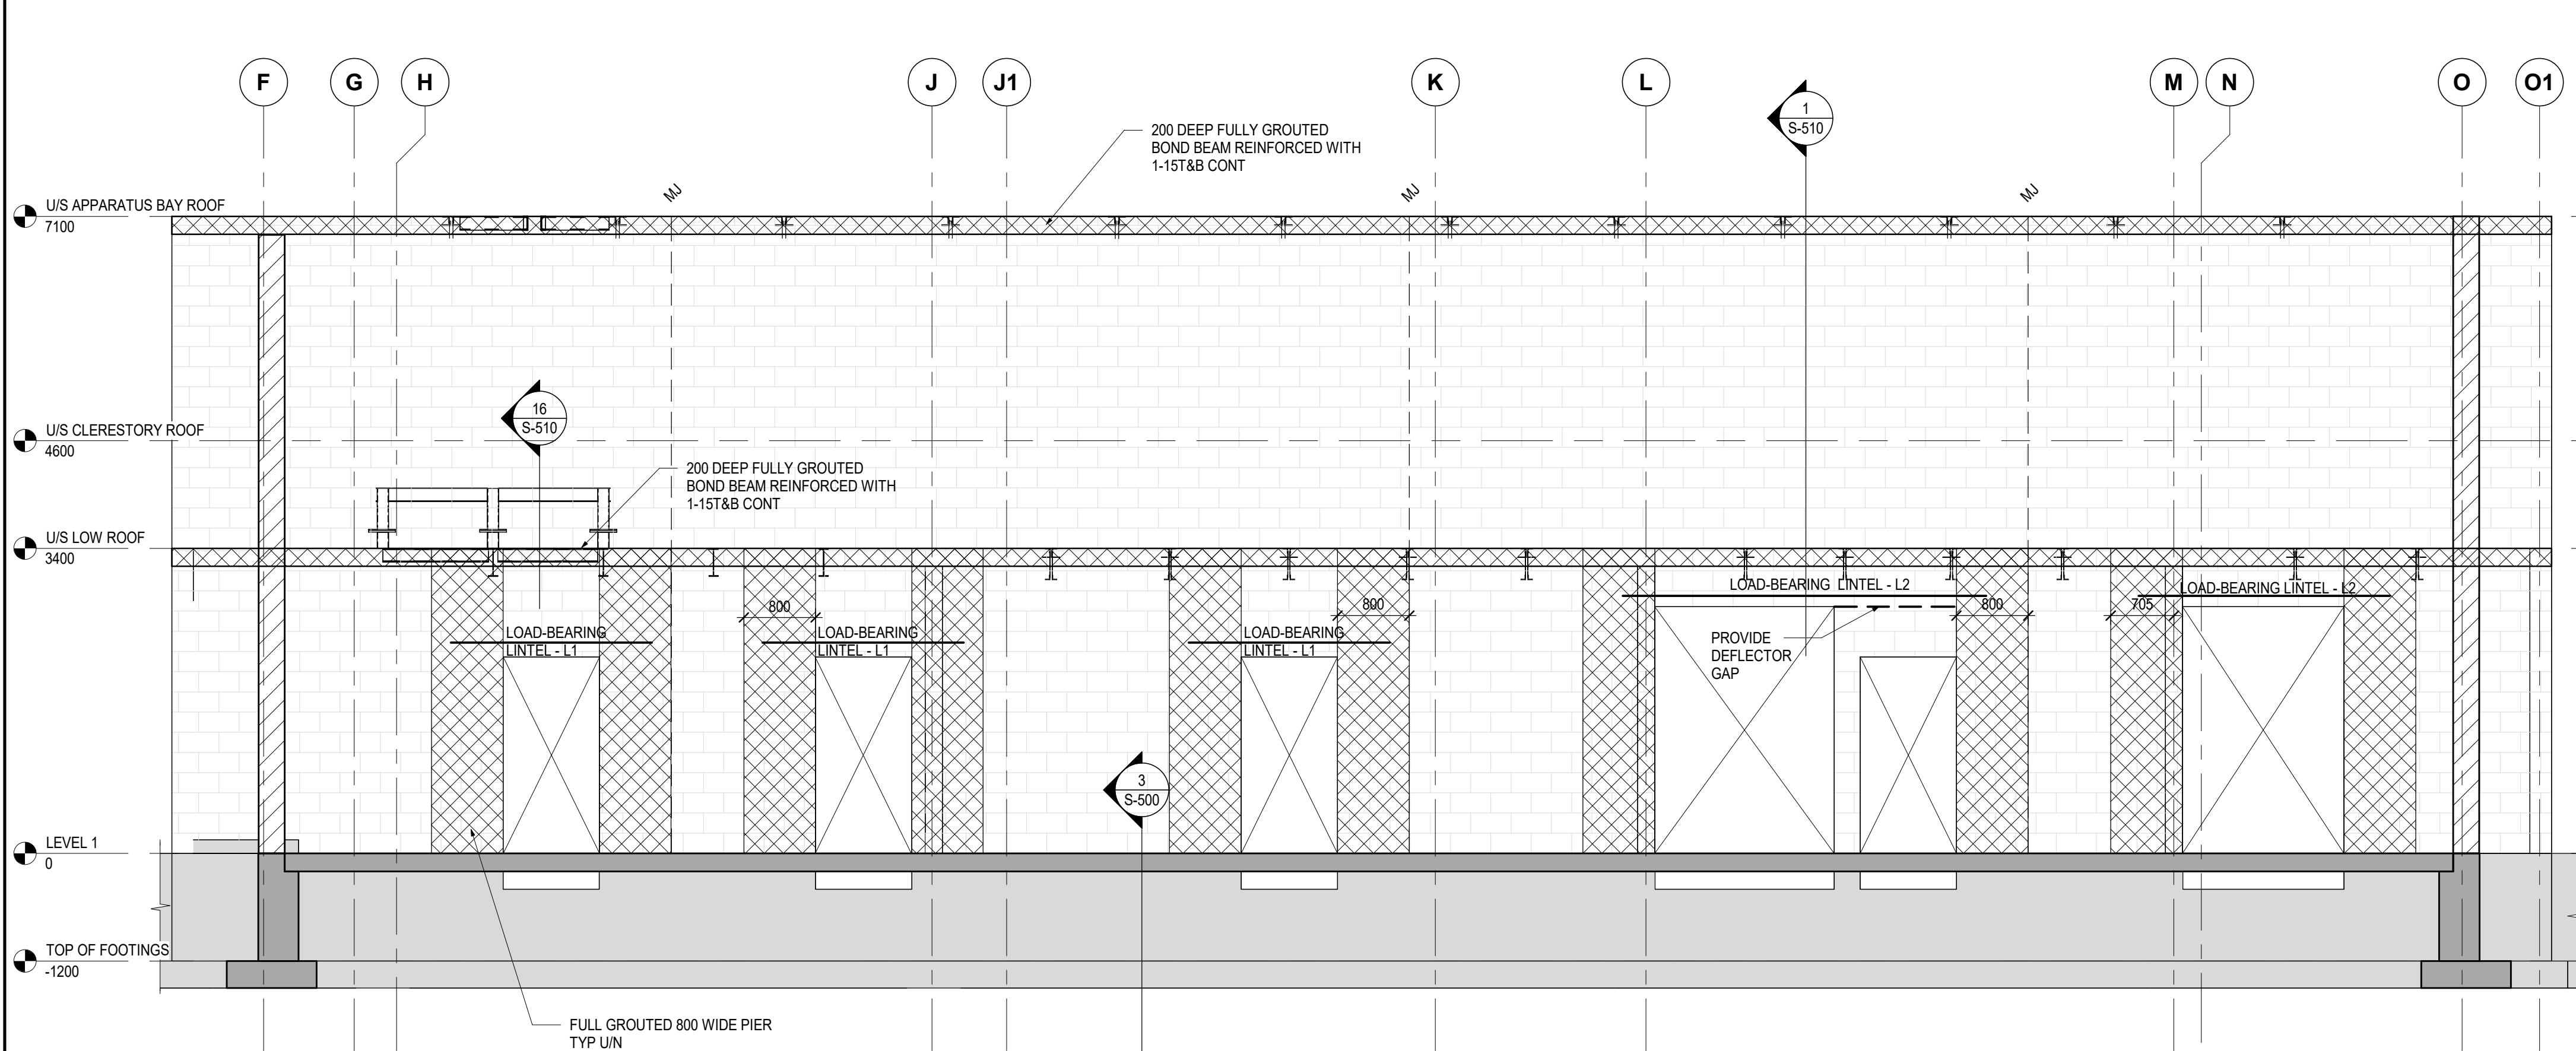 F
G
H
J
J1
K
L
M
N
O
O1
1
S-510
200 DEEP FULLY GROUTED
BOND BEAM REINFORCED WITH
1-15T&B CONT
MJ
MJ
MJ
U/S APPARATUS BAY ROOF
7100
16
S-510
U/S CLERESTORY ROOF
4600
200 DEEP FULLY GROUTED
BOND BEAM REINFORCED WITH
1-15T&B CONT
U/S LOW ROOF
3400
LOAD-BEARING LINTEL - L2
LOAD-BEARING LINTEL - L2
800
800
800
705
LOAD-BEARING
LINTEL - L1
LOAD-BEARING
LINTEL - L1
LOAD-BEARING
LINTEL - L1
PROVIDE
DEFLECTOR
GAP
3
S-500
LEVEL 1
0
TOP OF FOOTINGS
-1200
FULL GROUTED 800 WIDE PIER
TYP U/N